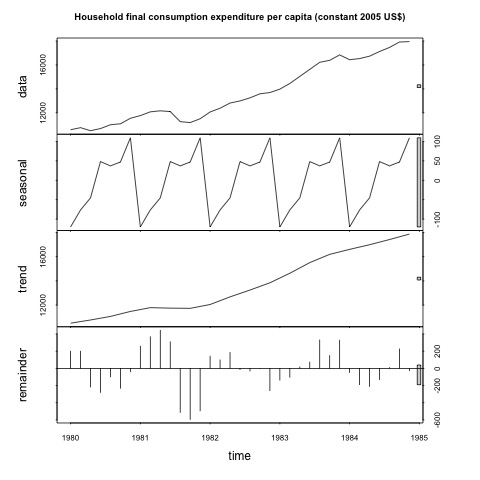 Household final consumption expenditure per capita (constant 2005 US$)
data
12000 16000
seasonal
-100 0 50 100
trend
12000 16000
remainder
-600 -200 0 200
1980 1981 1982 1983 1984 1985
time